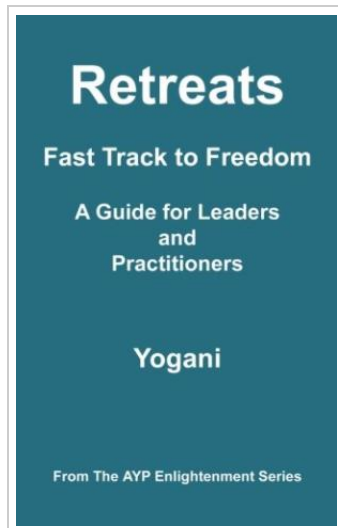 Retreats
Fast Track to Freedom
A Guide for Leaders
and
Practitioners
Yogani
From The AYP Enlightenment Series